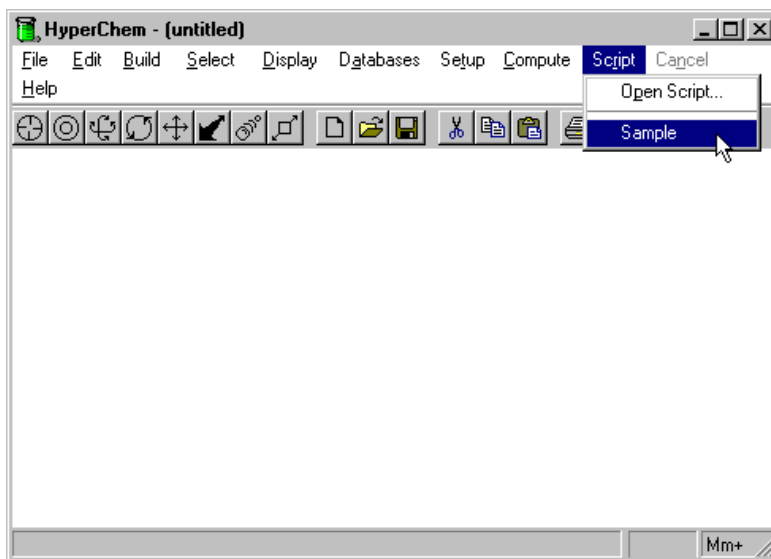 HyperChem - (untitled)
File Edit Build Select Display Databases Setup Compute Script Cancel
Help
Open Script...
Sample
Mm+